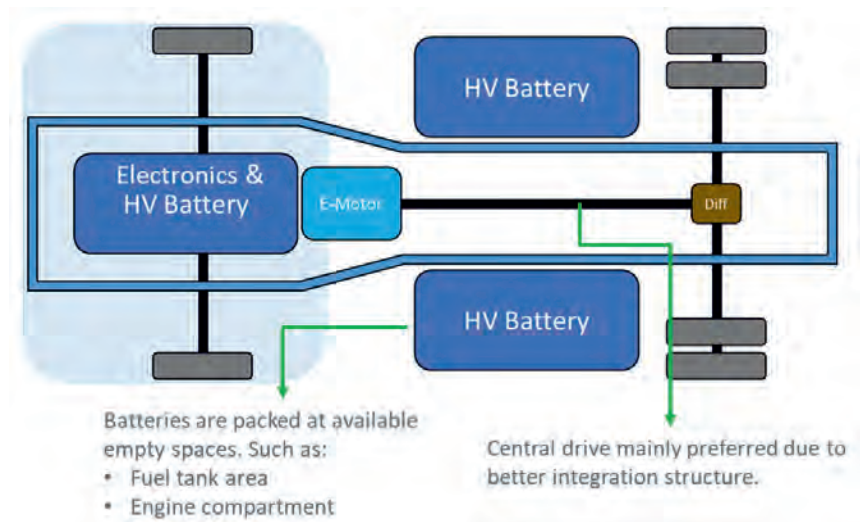 HV Battery
Electronics &
HV Battery
E-Motor
Diff
HV Battery
Batteries are packed at available
empty spaces. Such as:
• Fuel tank area
• Engine compartment
Central drive mainly preferred due to
better integration structure.